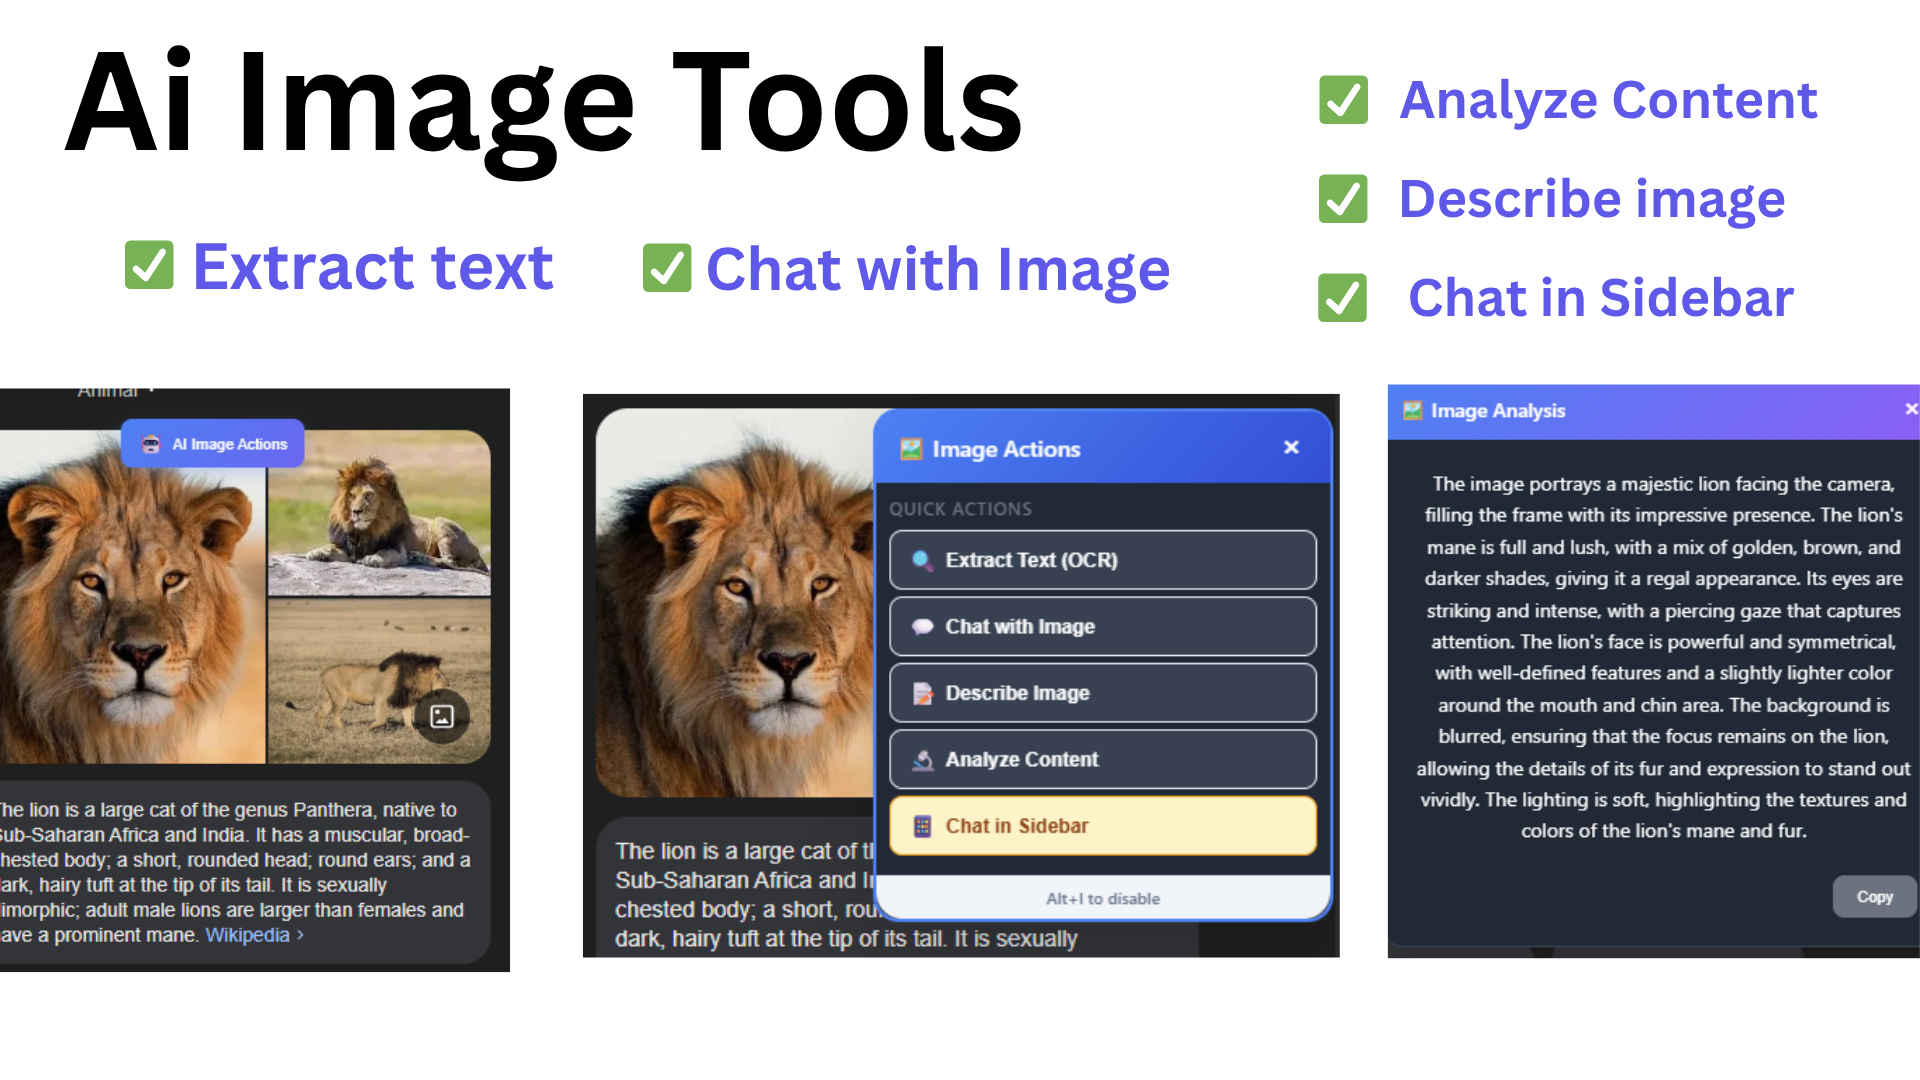 Ai Image Tools
Extract text
Chat with Image
Analyze Content
Describe image
Chat in Sidebar
Animal
AI Image Actions
The lion is a large cat of the genus Panthera, native to
Sub-Saharan Africa and India. It has a muscular, broad-
chested body; a short, rounded head; round ears; and a
dark, hairy tuft at the tip of its tail. It is sexually
dimorphic; adult male lions are larger than females and
have a prominent mane. Wikipedia ›
The lion is a large cat of
Sub-Saharan Africa and
chested body; a short,
dark, hairy tuft at the tip of its tail. It is sexually
Image Actions
QUICK ACTIONS
Extract Text (OCR)
Chat with Image
Describe Image
Analyze Content
Chat in Sidebar
Alt+I to disable
Image Analysis
The image portrays a majestic lion facing the camera,
filling the frame with its impressive presence. The lion's
mane is full and lush, with a mix of golden, brown, and
darker shades, giving it a regal appearance. Its eyes are
striking and intense, with a piercing gaze that captures
attention. The lion's face is powerful and symmetrical,
with well-defined features and a slightly lighter color
around the mouth and chin area. The background is
blurred, ensuring that the focus remains on the lion,
allowing the details of its fur and expression to stand out
vividly. The lighting is soft, highlighting the textures and
colors of the lion's mane and fur.
Copy